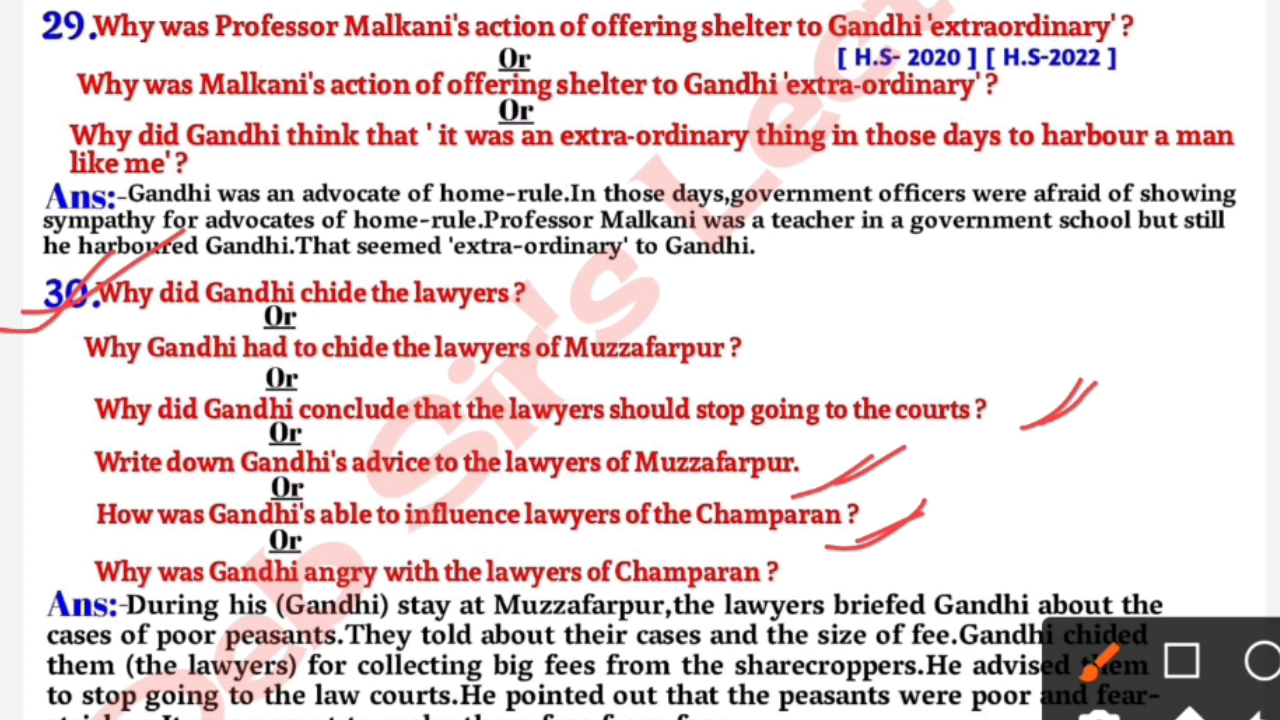 29.Why was Professor Malkani's action of offering shelter to Gandhi 'extraordinary' ?
Or
[ H.S- 2020 ] [ H.S-2022 ]
Why was Malkani's action of offering shelter to Gandhi 'extra-ordinary' ?
Or
Why did Gandhi think that ' it was an extra-ordinary thing in those days to harbour a man
like me' ?
Ans:-Gandhi was an advocate of home-rule.In those days,government officers were afraid of showing
sympathy for advocates of home-rule.Professor Malkani was a teacher in a government school but still
he harboured Gandhi.That seemed 'extra-ordinary' to Gandhi.
30.Why did Gandhi chide the lawyers ?
Or
Why Gandhi had to chide the lawyers of Muzzafarpur ?
Or
Why did Gandhi conclude that the lawyers should stop going to the courts ?
Or
Write down Gandhi's advice to the lawyers of Muzzafarpur.
Or
How was Gandhi's able to influence lawyers of the Champaran ?
Or
Why was Gandhi angry with the lawyers of Champaran ?
Ans:-During his (Gandhi) stay at Muzzafarpur,the lawyers briefed Gandhi about the
cases of poor peasants.They told about their cases and the size of fee.Gandhi chided
them (the lawyers) for collecting big fees from the sharecroppers.He advised them
to stop going to the law courts.He pointed out that the peasants were poor and fear-
Deb Sir's Lect